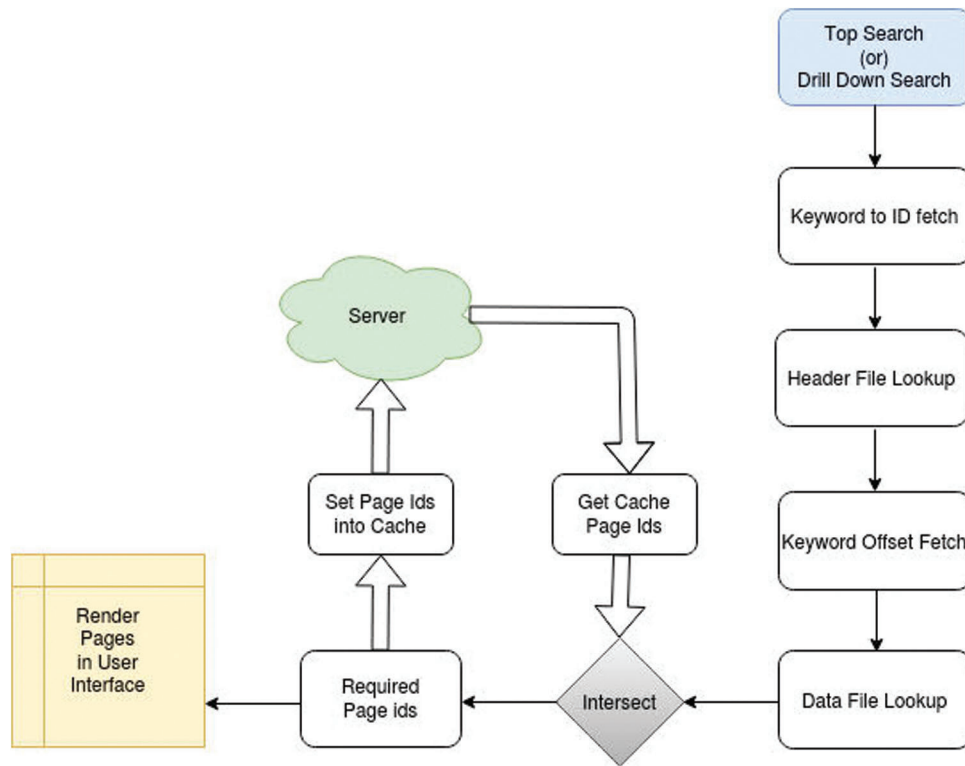 Top Search
(or)
Drill Down Search
Keyword to ID fetch
Header File Lookup
Keyword Offset Fetch
Data File Lookup
Intersect
Get Cache
Page Ids
Server
Set Page Ids
into Cache
Required
Page ids
Render
Pages
in User
Interface